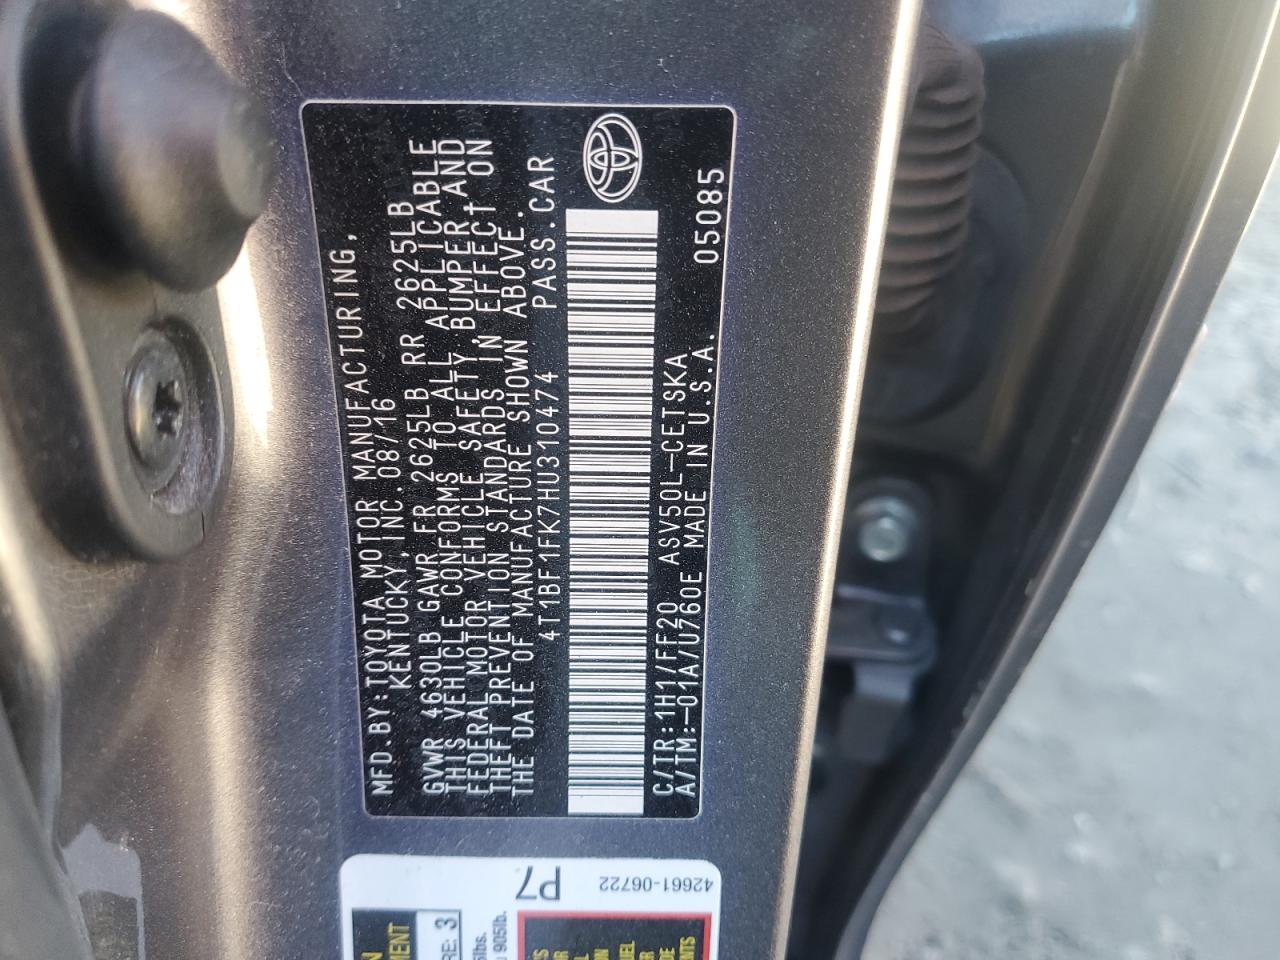 MFD. BY: TOYOTA MOTOR MANUFACTURING,
KENTUCKY, INC. 08/16
GVWR 4630LB GAWR FR 2625LB RR 2625LB
THIS VEHICLE CONFORMS TO ALL APPLICABLE
FEDERAL MOTOR VEHICLE SAFETY, BUMPER, AND
THEFT PREVENTION STANDARDS IN EFFECT ON
THE DATE OF MANUFACTURE SHOWN ABOVE.
4T1BF1FK7HU310474 PASS. CAR
C/TR: 1H1/FF20 ASV50L-CETSKA
A/TM: -01A/U760E MADE IN U.S.A. 05085
P7
42661-06722
RE: 3
905lb.